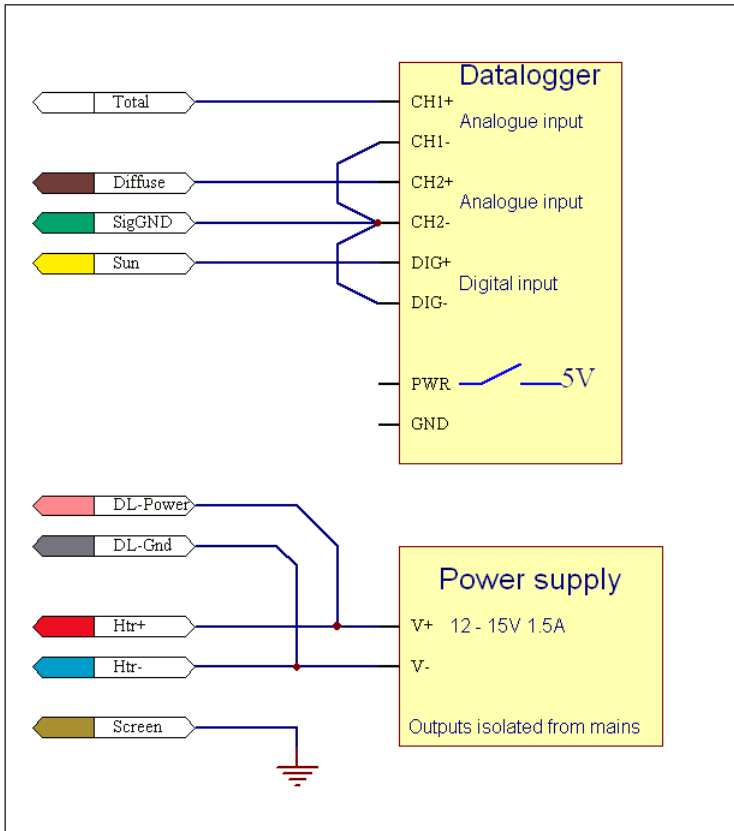 Datalogger
Total
CH1+
Analogue input
CH1-
Diffuse
CH2+
Analogue input
SigGND
CH2-
Sun
DIG+
Digital input
DIG-
PWR
5V
GND
DL-Power
DL-Gnd
Power supply
Htr+
V+
12 - 15V 1.5A
Htr-
V-
Screen
Outputs isolated from mains